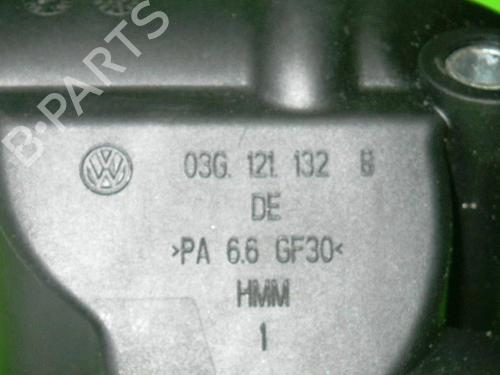 B-PARTS
03G. 121. 132 B
DE
>PA 6.6 GF30<
HMM
1